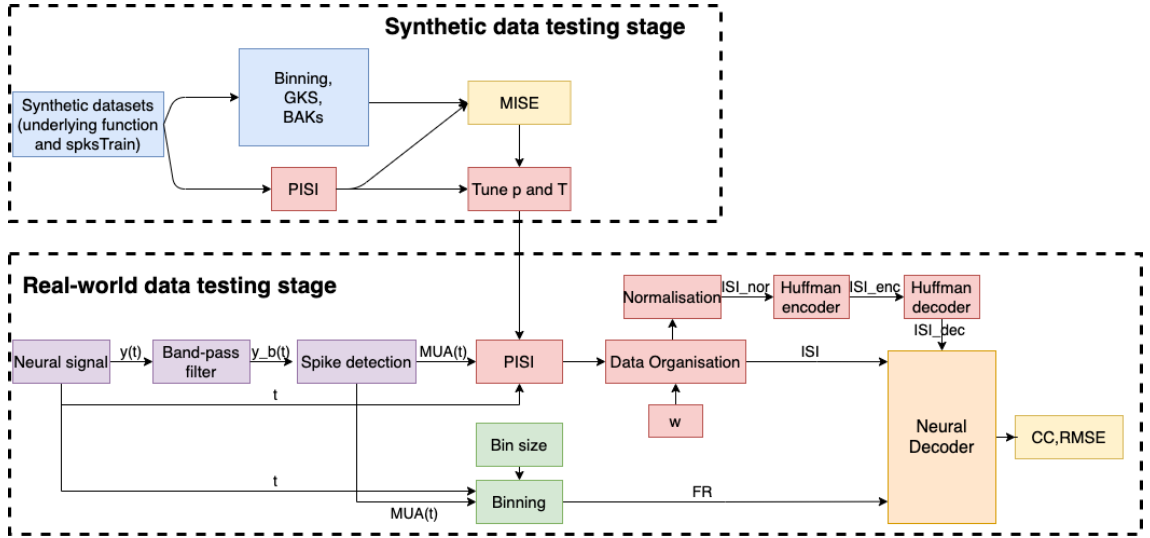 Synthetic data testing stage
Synthetic datasets
(underlying function
and spksTrain)
Binning,
GKS,
BAKs
MISE
PISI
Tune p and T
Real-world data testing stage
Normalisation
ISI_nor
Huffman
encoder
ISI_enc
Huffman
decoder
ISI_dec
Neural signal
y(t)
Band-pass
filter
y_b(t)
Spike detection
MUA(t)
PISI
Data Organisation
ISI
t
w
Neural
Decoder
CC,RMSE
Bin size
t
Binning
FR
MUA(t)